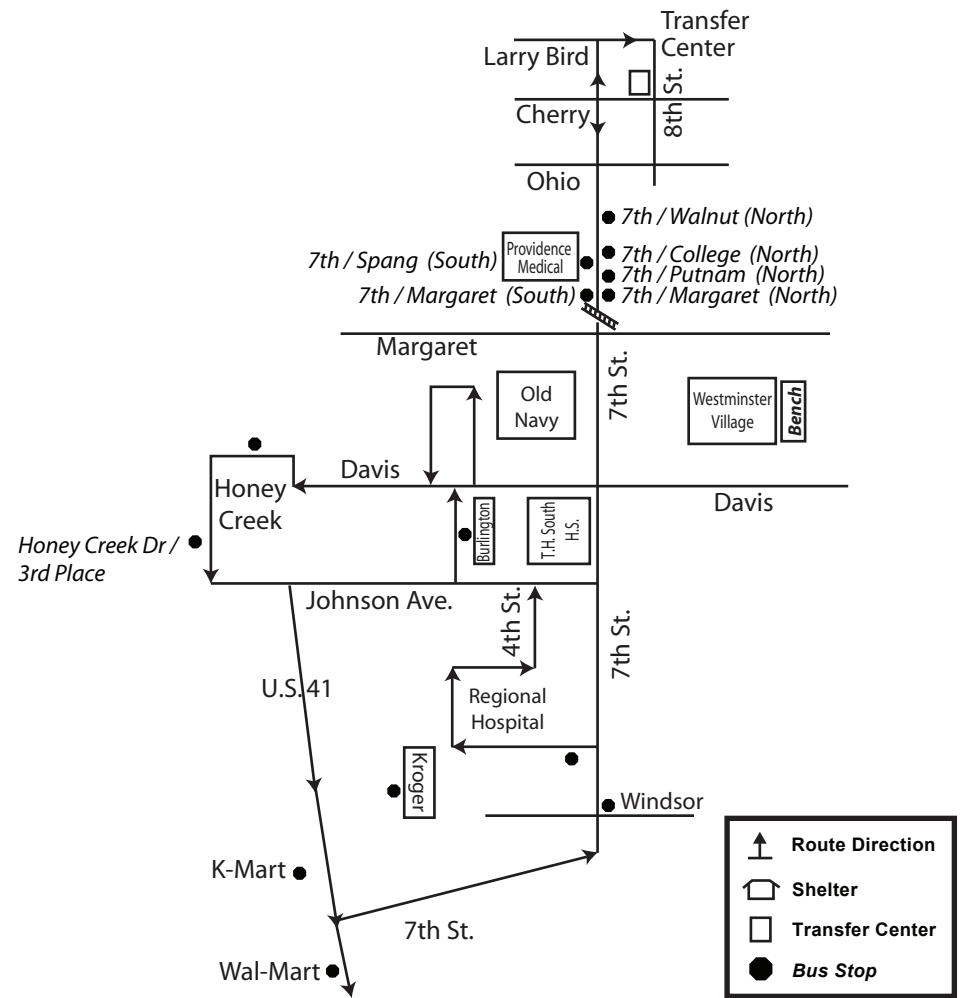 Transfer
Center
Larry Bird
8th St.
Cherry
Ohio
7th / Walnut (North)
Providence
Medical
7th / College (North)
7th / Spang (South)
7th / Putnam (North)
7th / Margaret (South)
7th / Margaret (North)
Margaret
7th St.
Old
Navy
Westminster
Village
Bench
Davis
Davis
Honey
Creek
Burlington
T.H. South
H.S.
Honey Creek Dr /
3rd Place
Johnson Ave.
4th St.
7th St.
U.S. 41
Regional
Hospital
Kroger
Windsor
K-Mart
7th St.
Wal-Mart
Route Direction
Shelter
Transfer Center
Bus Stop